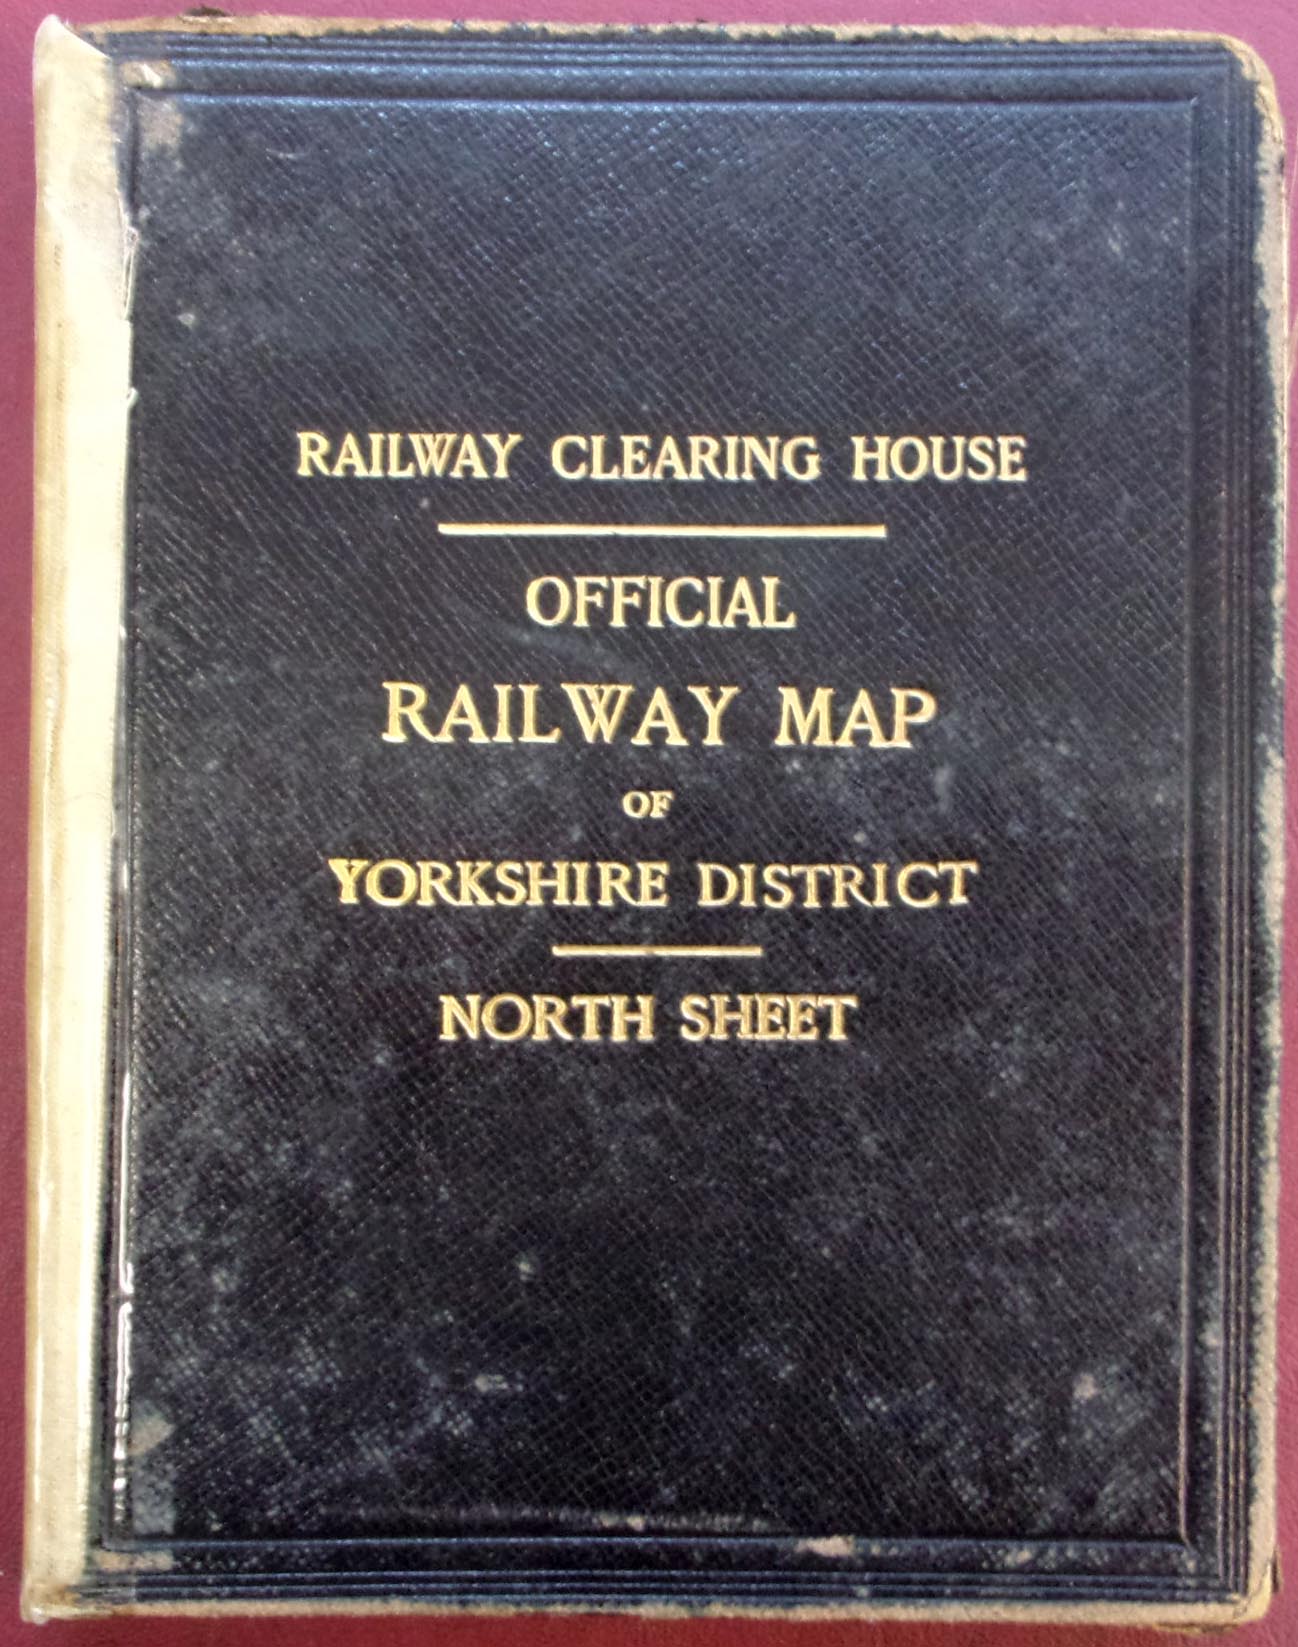 RAILWAY CLEARING HOUSE
OFFICIAL
RAILWAY MAP
OF
YORKSHIRE DISTRICT
NORTH SHEET